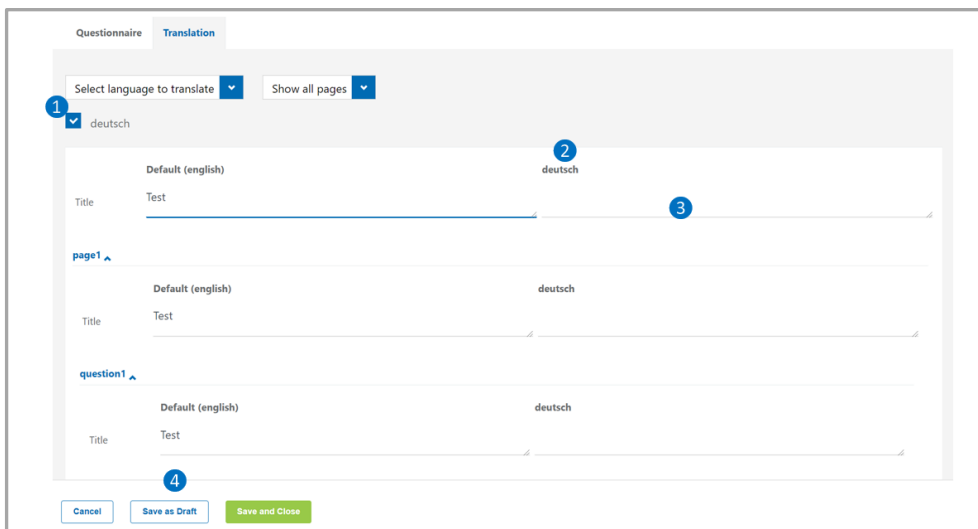 Questionnaire Translation
Select language to translate Show all pages
1
deutsch
2
Default (english) deutsch
Title Test
3
page1
Default (english) deutsch
Title Test
question1
Default (english) deutsch
Title Test
4
Cancel Save as Draft Save and Close